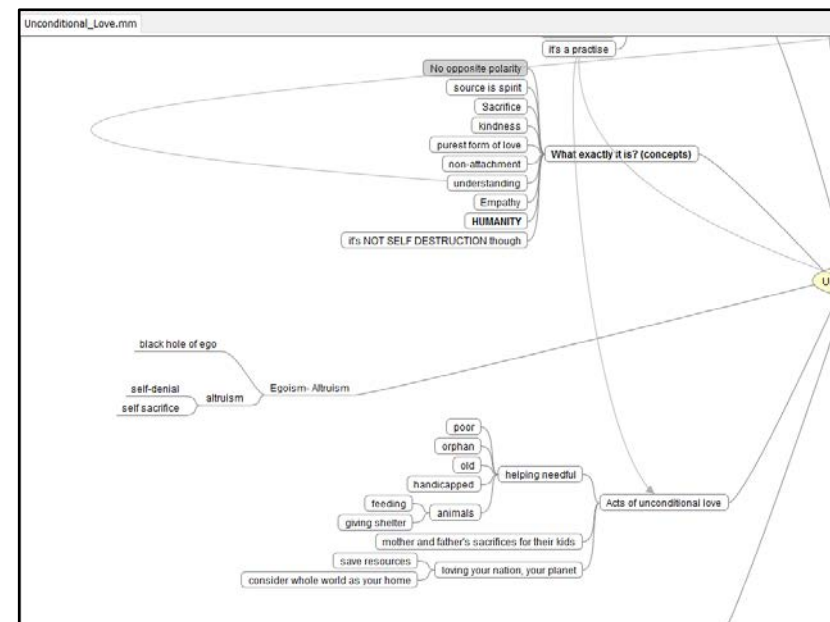 Unconditional_Love.mm
it's a practise
No opposite polarity
source is spirit
Sacrifice
kindness
purest form of love
non-attachment
understanding
Empathy
HUMANITY
it's NOT SELF DESTRUCTION though
What exactly it is? (concepts)
U
black hole of ego
self-denial
self sacrifice
altruism
Egoism- Altruism
poor
orphan
old
handicapped
feeding
giving shelter
animals
helping needful
mother and father's sacrifices for their kids
save resources
consider whole world as your home
loving your nation, your planet
Acts of unconditional love